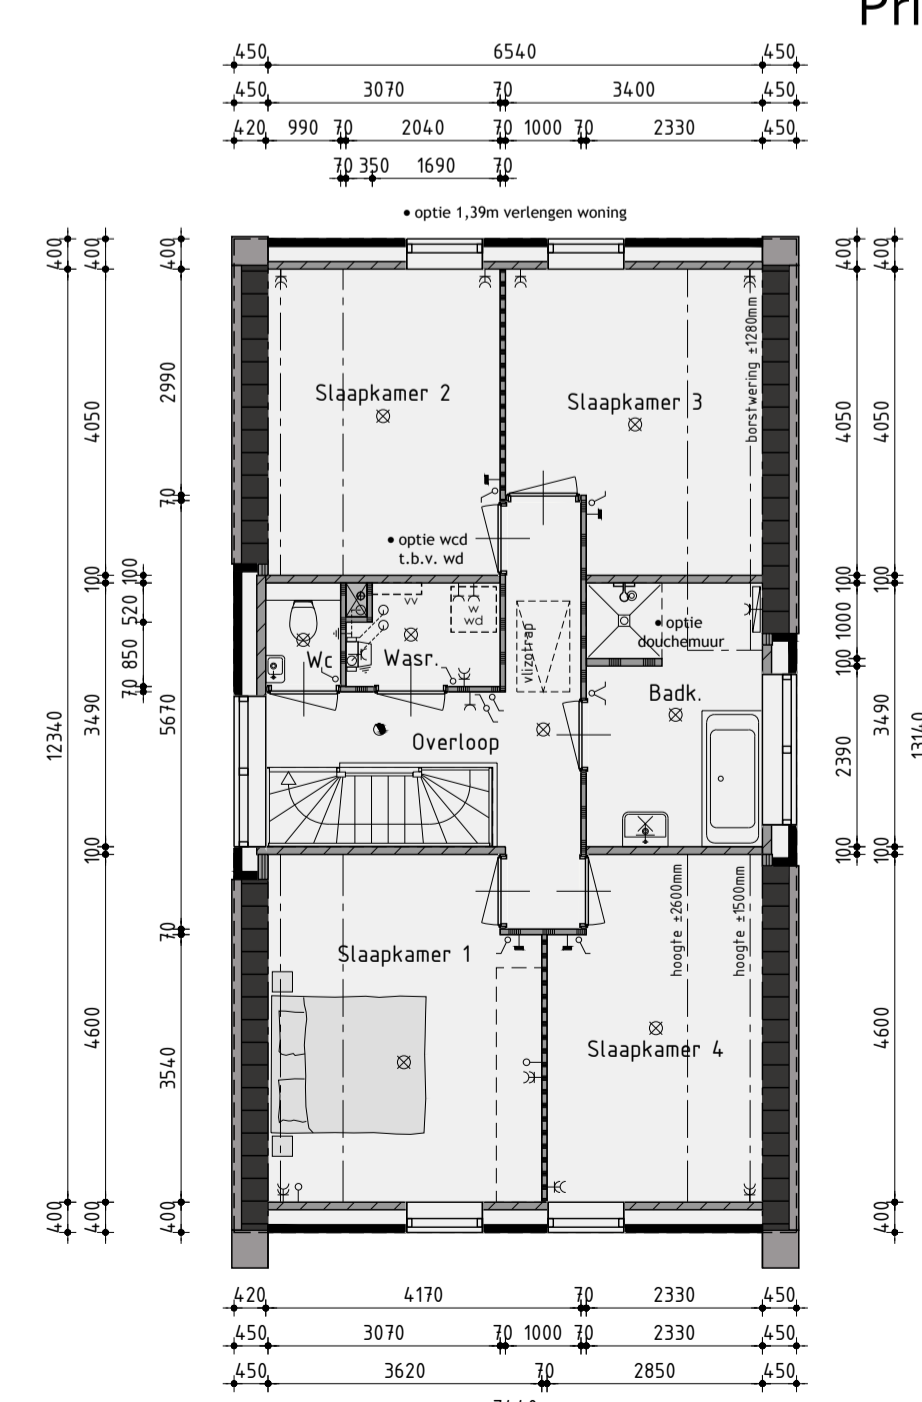 Pri
450 6540 450
450 3070 70 3400 450
420 990 70 2040 70 1000 70 2330 450
70 350 1690 70
• optie 1,39m verlengen woning
400 400 400 400 400
2990
4050
4050 4050
borstwering ±1280mm
Slaapkamer 2
Slaapkamer 3
70
• optie wcd
t.b.v. wd
100 100 100 100
520
850
70
1000
100
vv
w
wd
• optie
douchemuur
vlizotrap
Wc
Wasr.
Badk.
Overloop
12340
3490
5670
2390
3490
13140
100 100 100
70
hoogte ±2600mm
hoogte ±1500mm
Slaapkamer 1
Slaapkamer 4
4600
3540
4600
400 400 400 400
420 4170 70 2330 450
450 3070 70 1000 70 2330 450
450 3620 70 2850 450